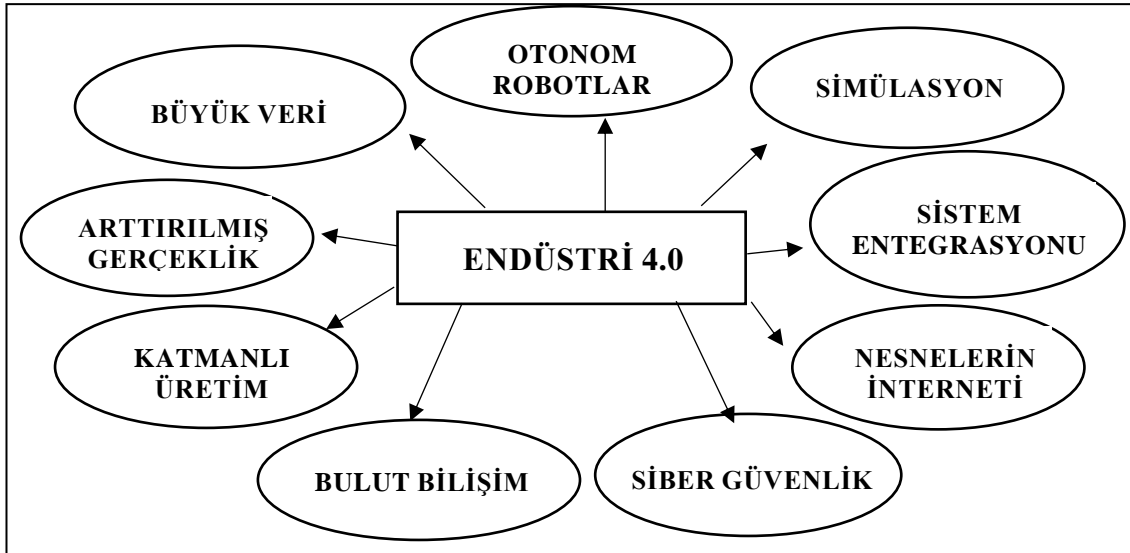 OTONOM
ROBOTLAR
BÜYÜK VERİ
SİMÜLASYON
ARTTIRILMIŞ
GERÇEKLİK
SİSTEM
ENTEGRASYONU
ENDÜSTRİ 4.0
KATMANLI
ÜRETİM
NESNELERİN
İNTERNETİ
BULUT BİLİŞİM
SİBER GÜVENLİK